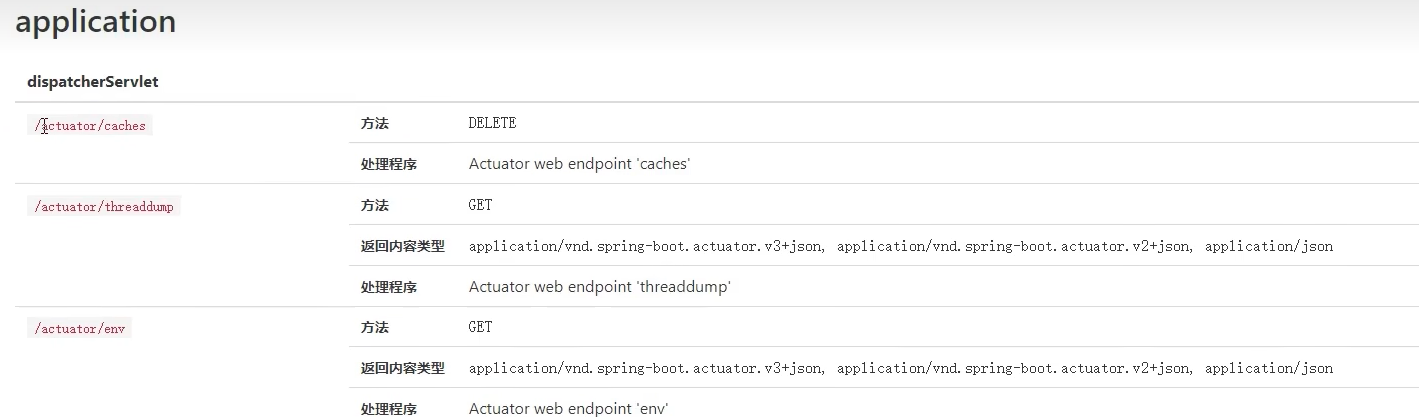 application
dispatcherServlet
/actuator/caches 方法 DELETE
处理程序 Actuator web endpoint 'caches'
/actuator/threaddump 方法 GET
返回内容类型 application/vnd.spring-boot.actuator.v3+json, application/vnd.spring-boot.actuator.v2+json, application/json
处理程序 Actuator web endpoint 'threaddump'
/actuator/env 方法 GET
返回内容类型 application/vnd.spring-boot.actuator.v3+json, application/vnd.spring-boot.actuator.v2+json, application/json
处理程序 Actuator web endpoint 'env'